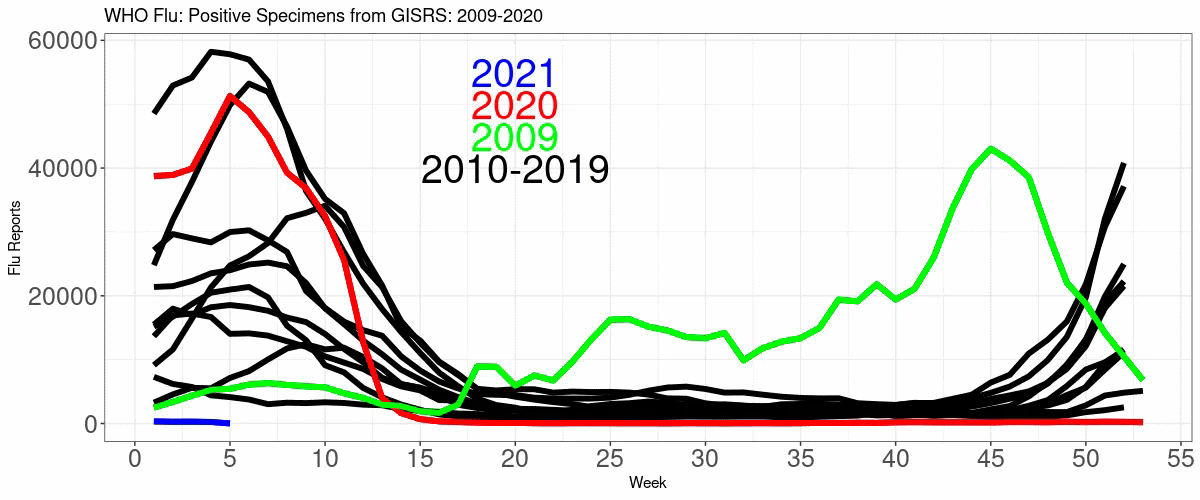 WHO Flu: Positive Specimens from GISRS: 2009-2020
60000
40000
20000
0
Flu Reports
2021
2020
2009
2010-2019
0 5 10 15 20 25 30 35 40 45 50 55
Week